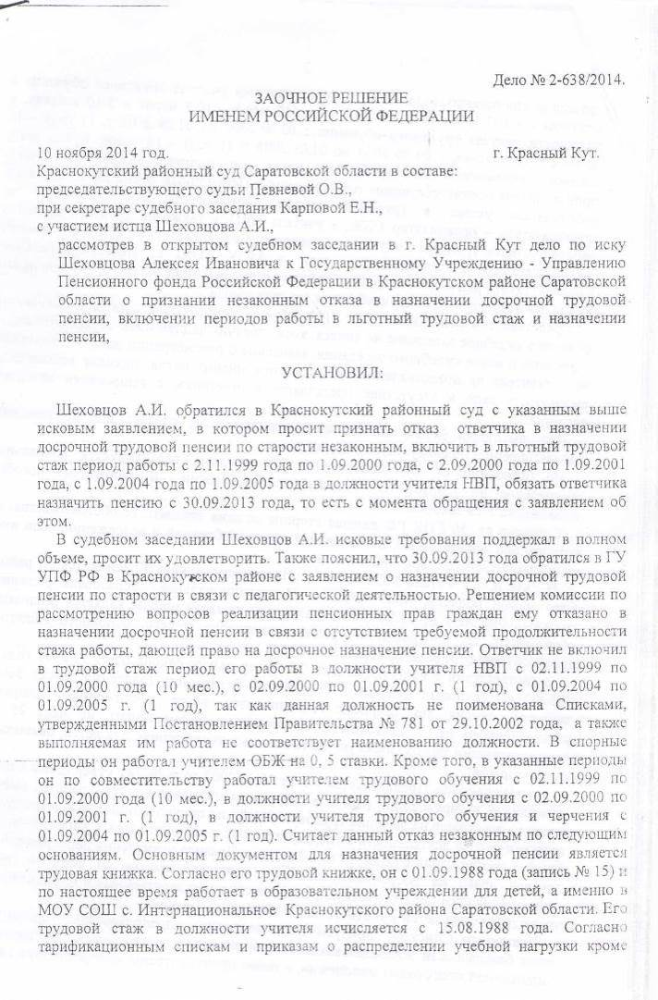 Дело № 2-638/2014.
ЗАОЧНОЕ РЕШЕНИЕ
ИМЕНЕМ РОССИЙСКОЙ ФЕДЕРАЦИИ
10 ноября 2014 год. г. Красный Кут.
Краснокутский районный суд Саратовской области в составе:
председательствующего судьи Певневой О.В.,
при секретаре судебного заседания Карповой Е.Н.,
с участием истца Шеховцова А.И.,
рассмотрев в открытом судебном заседании в г. Красный Кут дело по иску
Шеховцова Алексея Ивановича к Государственному Учреждению - Управлению
Пенсионного фонда Российской Федерации в Краснокутском районе Саратовской
области о признании незаконным отказа в назначении досрочной трудовой
пенсии, включении периодов работы в льготный трудовой стаж и назначении
пенсии,
УСТАНОВИЛ:
Шеховцов А.И. обратился в Краснокутский районный суд с указанным выше
исковым заявлением, в котором просит признать отказ ответчика в назначении
досрочной трудовой пенсии по старости незаконным, включить в льготный трудовой
стаж период работы с 2.11.1999 года по 1.09.2000 года, с 2.09.2000 года по 1.09.2001
года, с 1.09.2004 года по 1.09.2005 года в должности учителя НВП, обязать ответчика
назначить пенсию с 30.09.2013 года, то есть с момента обращения с заявлением об
этом.
В судебном заседании Шеховцов А.И. исковые требования поддержал в полном
объеме, просит их удовлетворить. Также пояснил, что 30.09.2013 года обратился в ГУ
УПФ РФ в Краснокутском районе с заявлением о назначении досрочной трудовой
пенсии по старости в связи с педагогической деятельностью. Решением комиссии по
рассмотрению вопросов реализации пенсионных прав граждан ему отказано в
назначении досрочной пенсии в связи с отсутствием требуемой продолжительности
стажа работы, дающей право на досрочное назначение пенсии. Ответчик не включил
в трудовой стаж период его работы в должности учителя НВП с 02.11.1999 по
01.09.2000 года (10 мес.), с 02.09.2000 по 01.09.2001 г. (1 год), с 01.09.2004 по
01.09.2005 г. (1 год), так как данная должность не поименована Списками,
утвержденными Постановлением Правительства № 781 от 29.10.2002 года, а также
выполняемая им работа не соответствует наименованию должности. В спорные
периоды он работал учителем ОБЖ на 0, 5 ставки. Кроме того, в указанные периоды
он по совместительству работал учителем трудового обучения с 02.11.1999 по
01.09.2000 года (10 мес.), в должности учителя трудового обучения с 02.09.2000 по
01.09.2001 г. (1 год), в должности учителя трудового обучения и черчения с
01.09.2004 по 01.09.2005 г. (1 год). Считает данный отказ незаконным по следующим
основаниям. Основным документом для назначения досрочной пенсии является
трудовая книжка. Согласно его трудовой книжке, он с 01.09.1988 года (запись № 15) и
по настоящее время работает в образовательном учреждении для детей, а именно в
МОУ СОШ с. Интернациональное Краснокутского района Саратовской области. Его
трудовой стаж в должности учителя исчисляется с 15.08.1988 года. Согласно
тарификационным спискам и приказам о распределении учебной нагрузки кроме